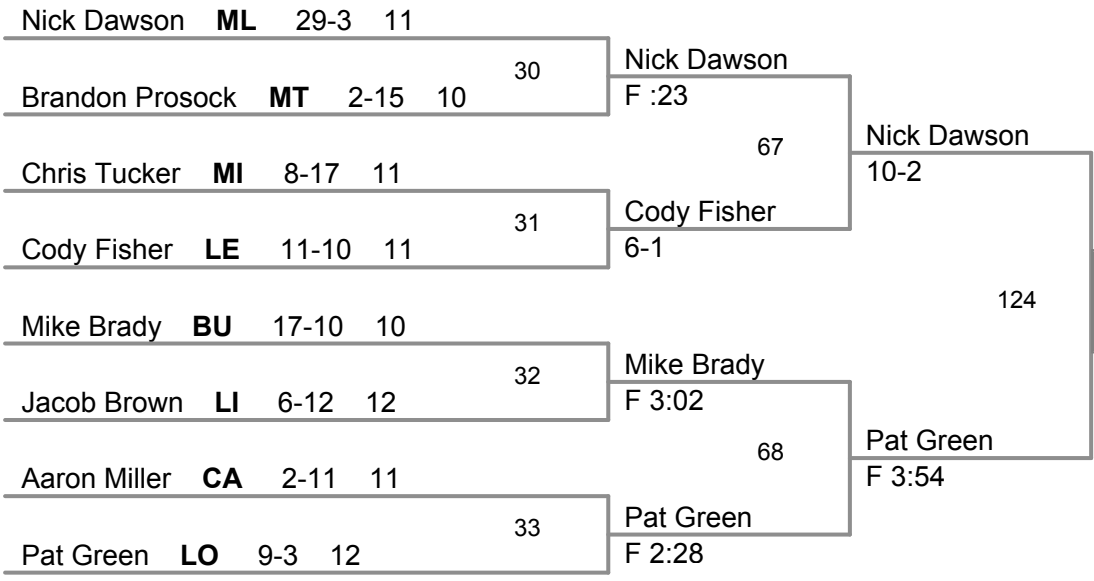 Nick Dawson ML 29-3 11
30
Nick Dawson
Brandon Prosock MT 2-15 10
F :23
67
Nick Dawson
Chris Tucker MI 8-17 11
10-2
31
Cody Fisher
Cody Fisher LE 11-10 11
6-1
124
Mike Brady BU 17-10 10
32
Mike Brady
Jacob Brown LI 6-12 12
F 3:02
68
Pat Green
Aaron Miller CA 2-11 11
F 3:54
33
Pat Green
Pat Green LO 9-3 12
F 2:28